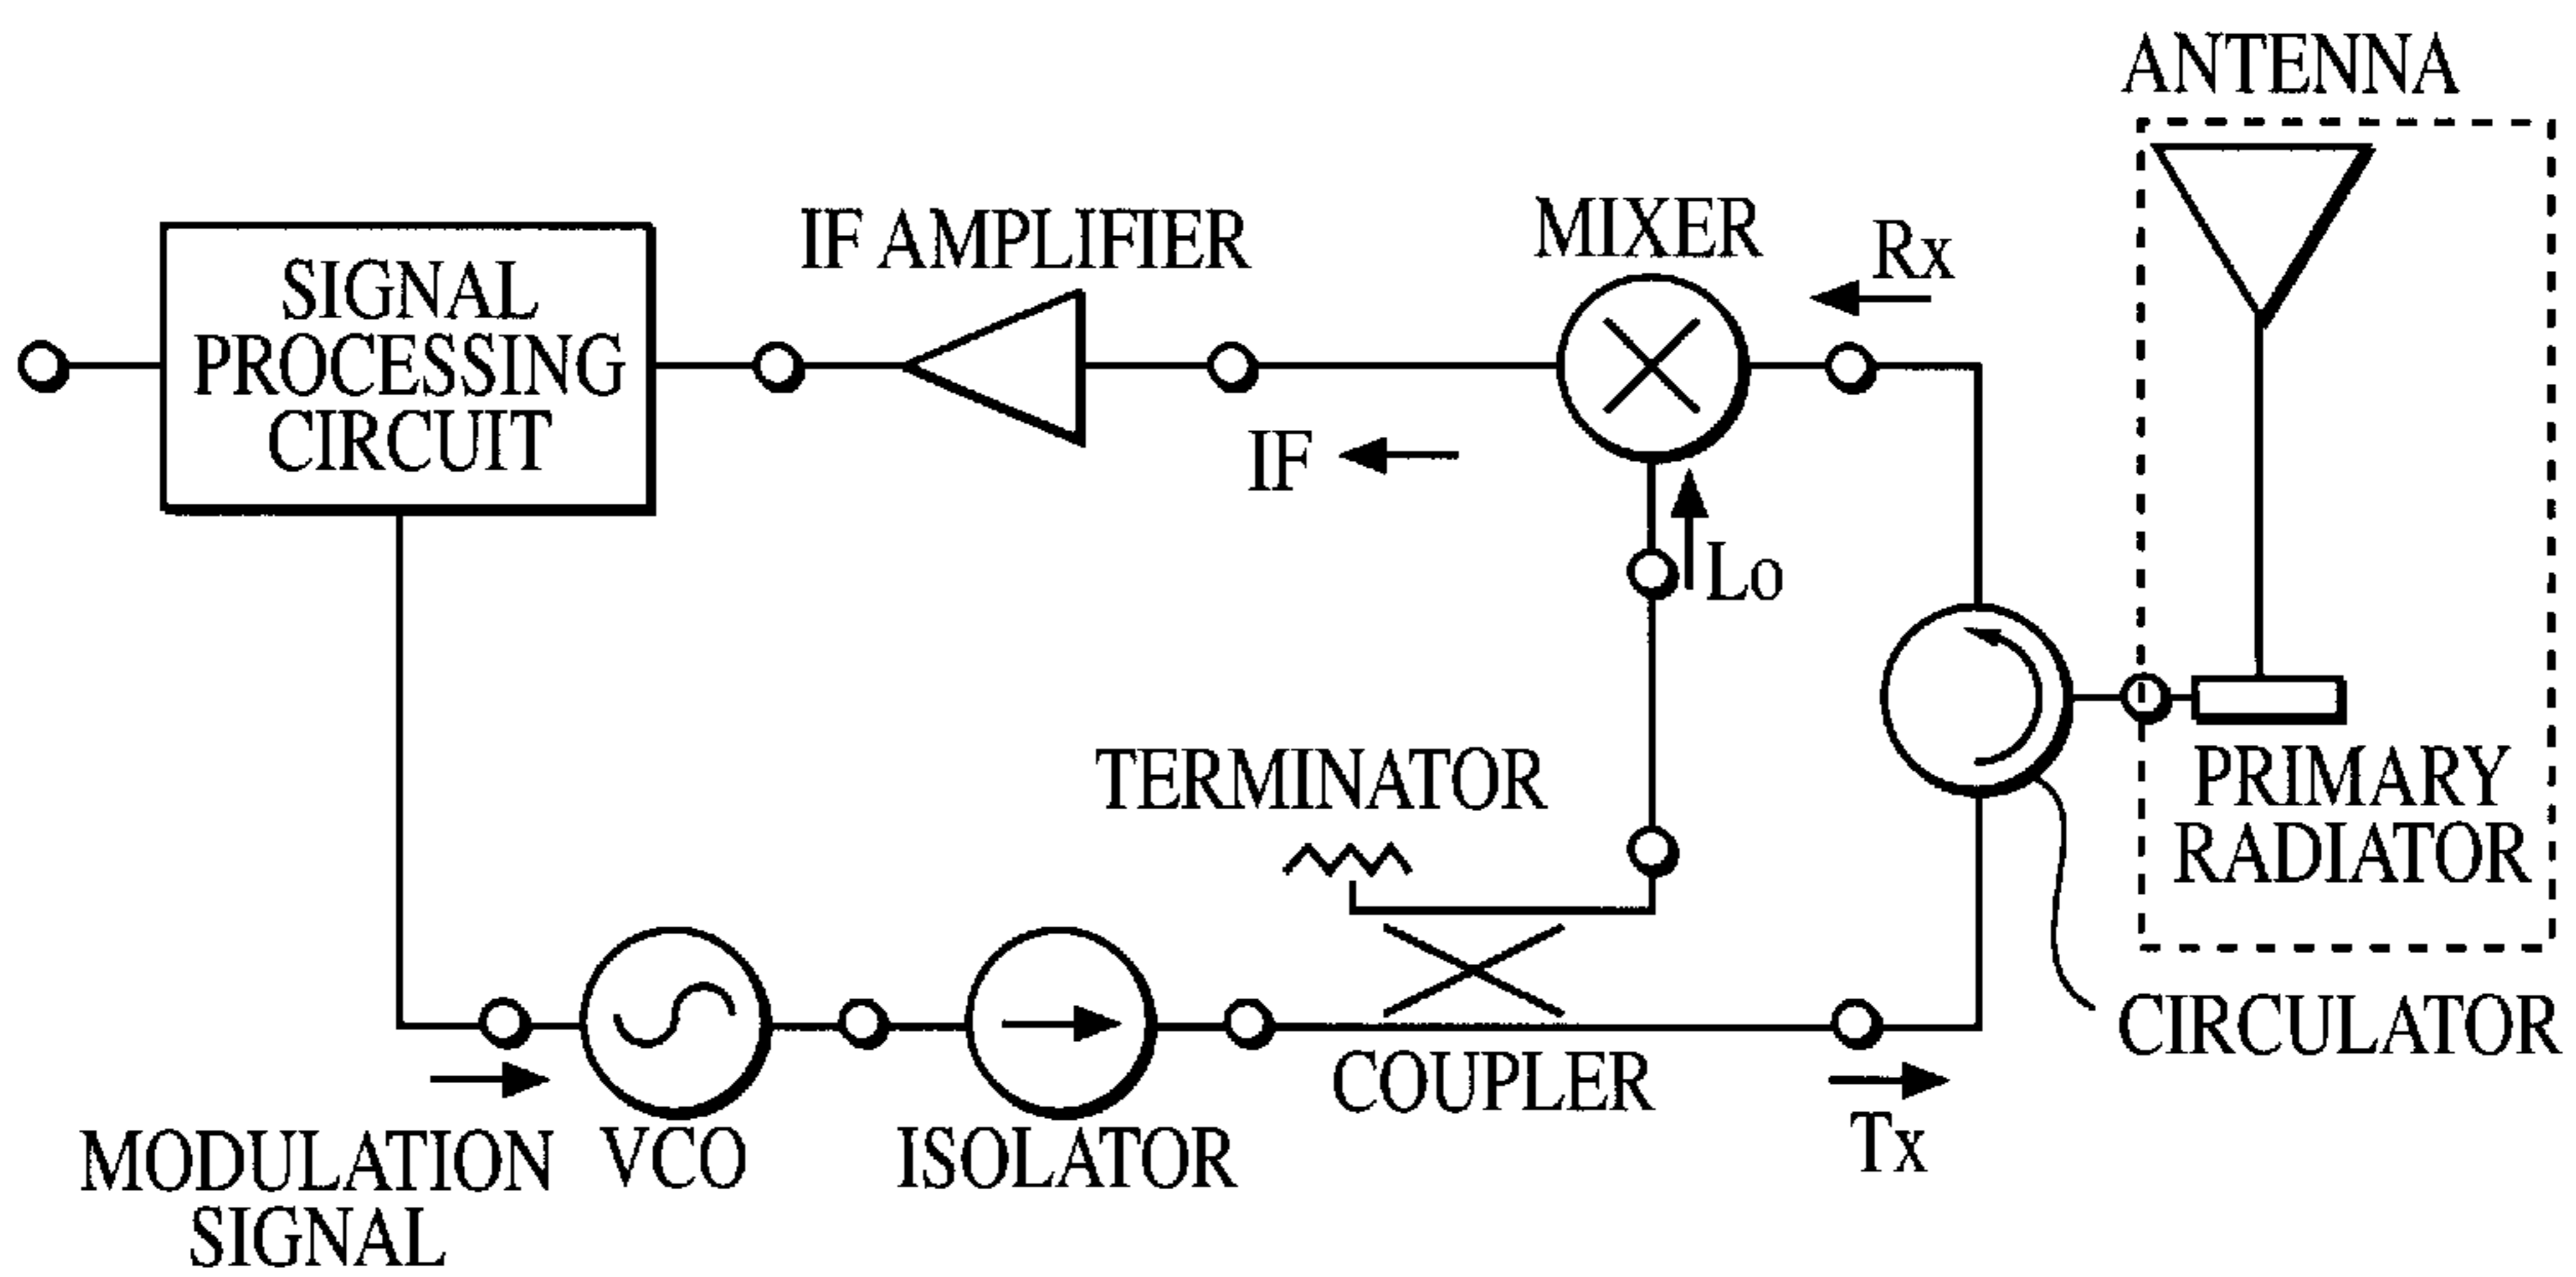 ANTENNA
SIGNAL
PROCESSING
CIRCUIT
IF AMPLIFIER
MIXER
Rx
IF
Lo
TERMINATOR
PRIMARY
RADIATOR
CIRCULATOR
COUPLER
Tx
MODULATION
SIGNAL
VCO
ISOLATOR